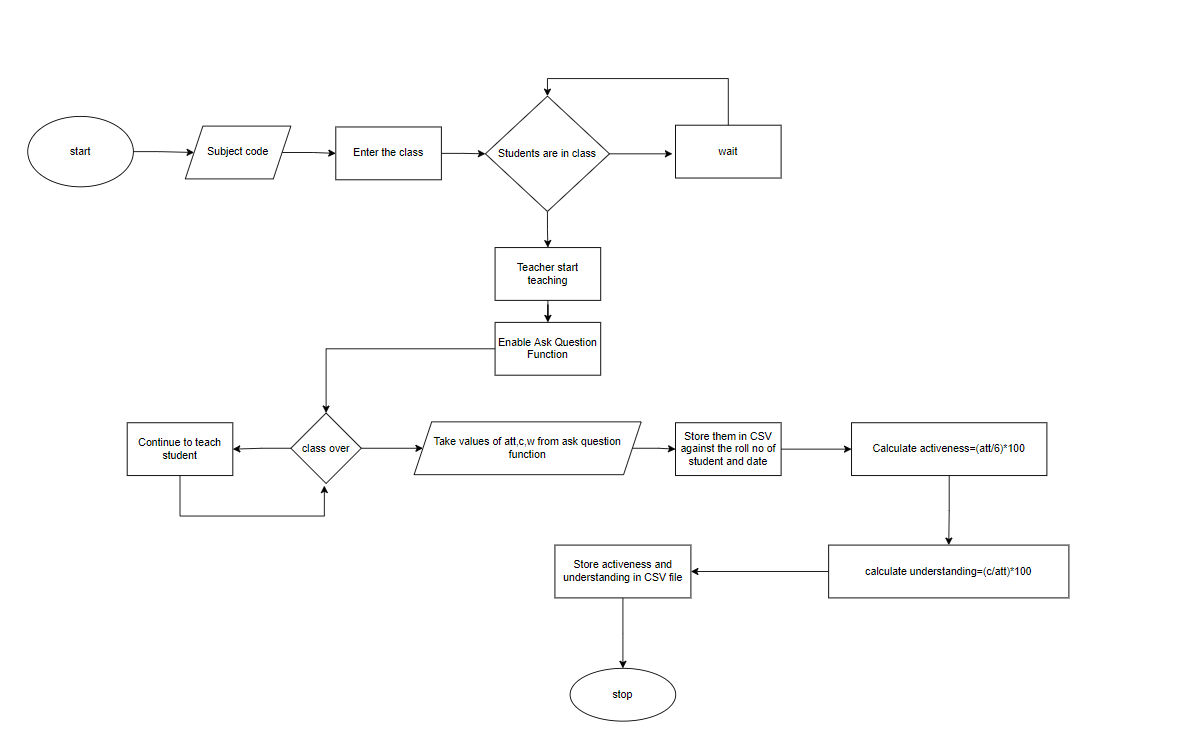 start
Subject code
Enter the class
Students are in class
wait
Teacher start
teaching
Enable Ask Question
Function
Continue to teach
student
class over
Take values of att,c,w from ask question
function
Store them in CSV
against the roll no of
student and date
Calculate activeness=(att/6)*100
Store activeness and
understanding in CSV file
calculate understanding=(c/att)*100
stop